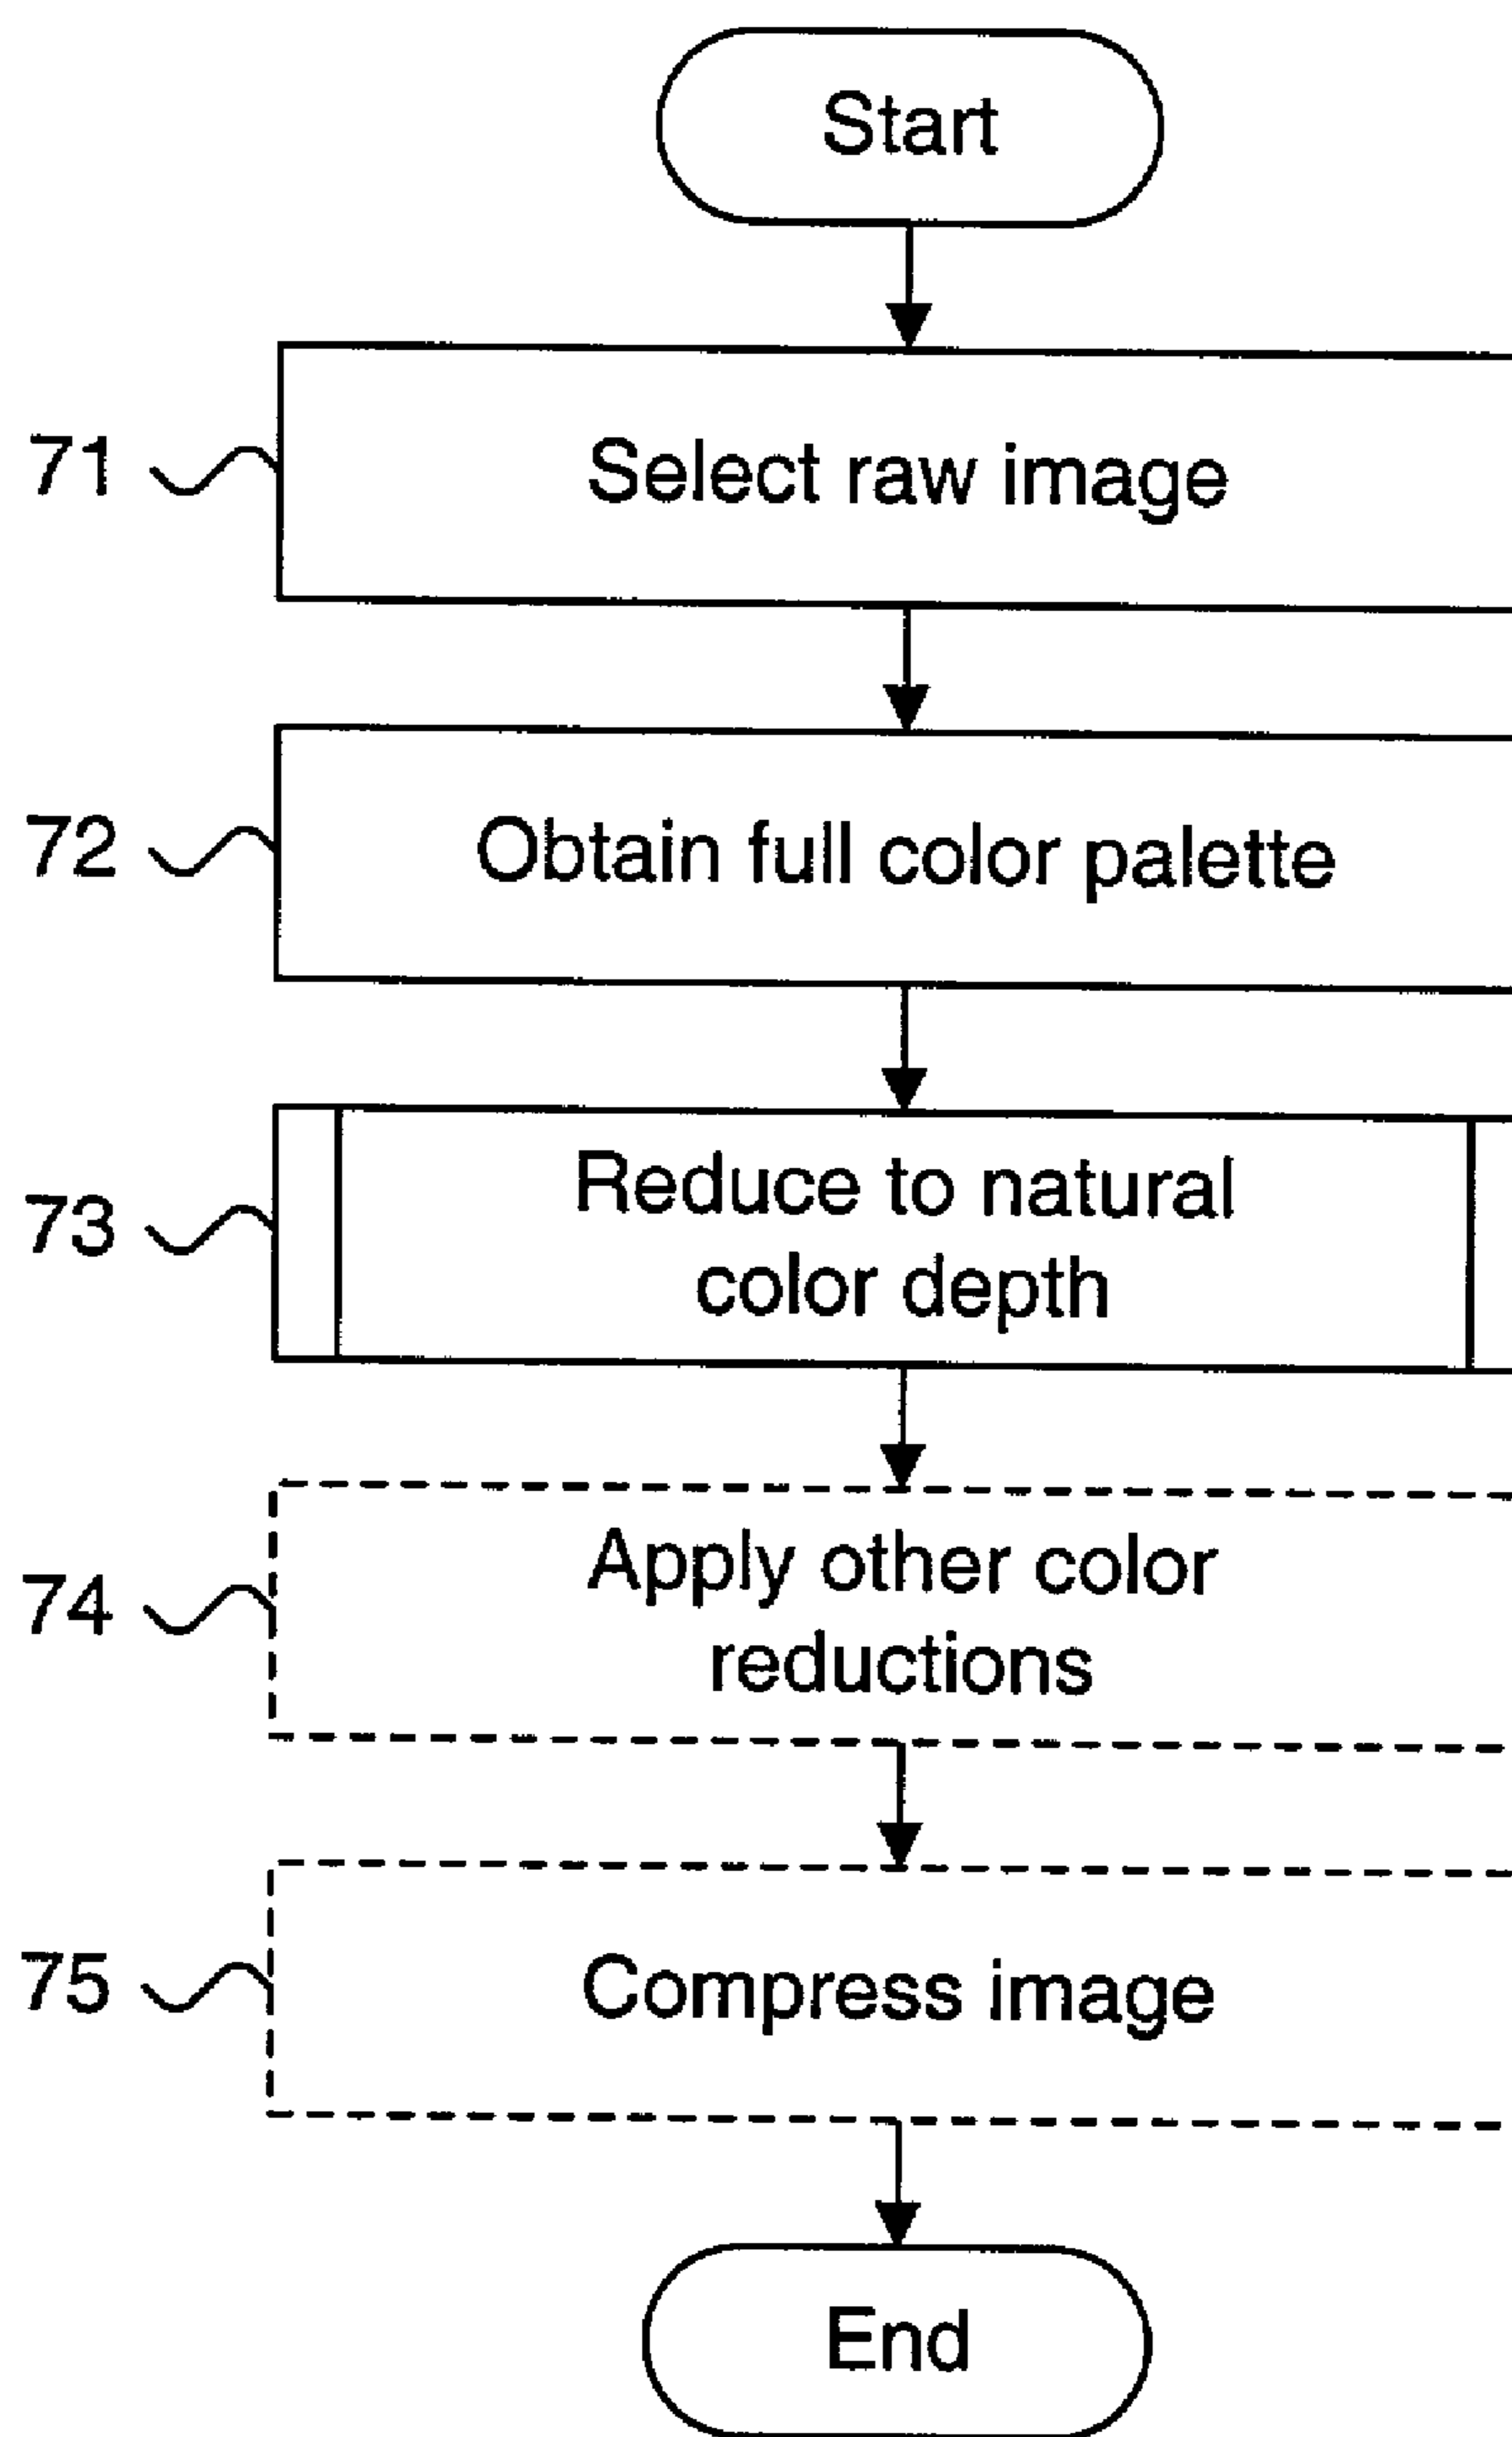 Start
71
Select raw image
72
Obtain full color palette
73
Reduce to natural
color depth
74
Apply other color
reductions
75
Compress image
End